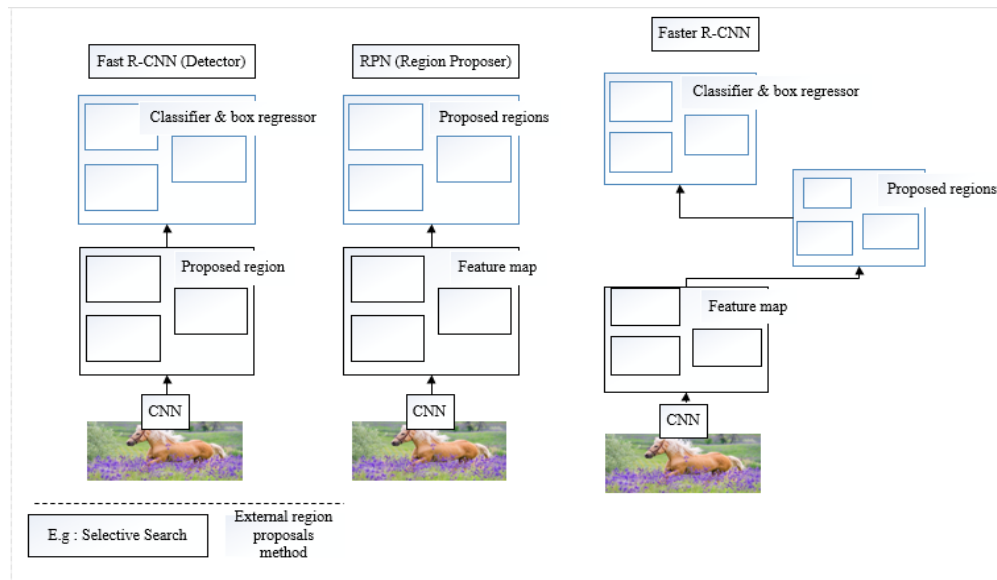 Fast R-CNN (Detector)
Classifier & box regressor
Proposed region
CNN
RPN (Region Proposer)
Proposed regions
Feature map
CNN
Faster R-CNN
Classifier & box regressor
Proposed regions
Feature map
CNN
E.g : Selective Search
External region
proposals
method